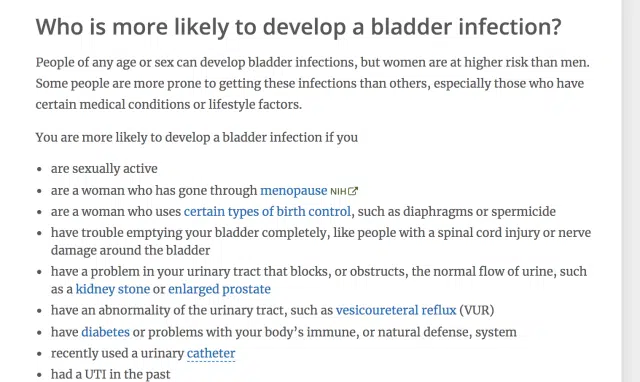 Who is more likely to develop a bladder infection?
People of any age or sex can develop bladder infections, but women are at higher risk than men.
Some people are more prone to getting these infections than others, especially those who have
certain medical conditions or lifestyle factors.
You are more likely to develop a bladder infection if you
• are sexually active
• are a woman who has gone through menopause NIH
• are a woman who uses certain types of birth control, such as diaphragms or spermicide
• have trouble emptying your bladder completely, like people with a spinal cord injury or nerve
damage around the bladder
• have a problem in your urinary tract that blocks, or obstructs, the normal flow of urine, such
as a kidney stone or enlarged prostate
• have an abnormality of the urinary tract, such as vesicoureteral reflux (VUR)
• have diabetes or problems with your body’s immune, or natural defense, system
• recently used a urinary catheter
• had a UTI in the past